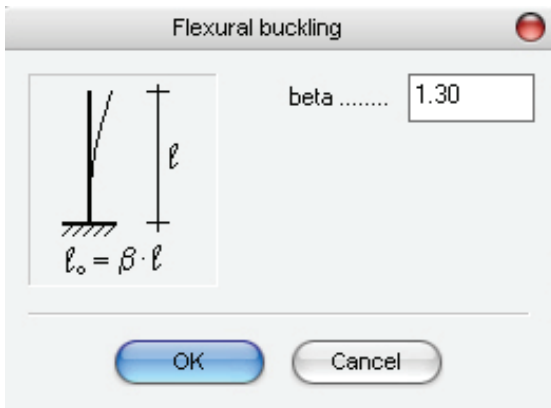 Flexural buckling
beta ........ 1.30
ℓ
ℓ₀ = β · ℓ
OK
Cancel